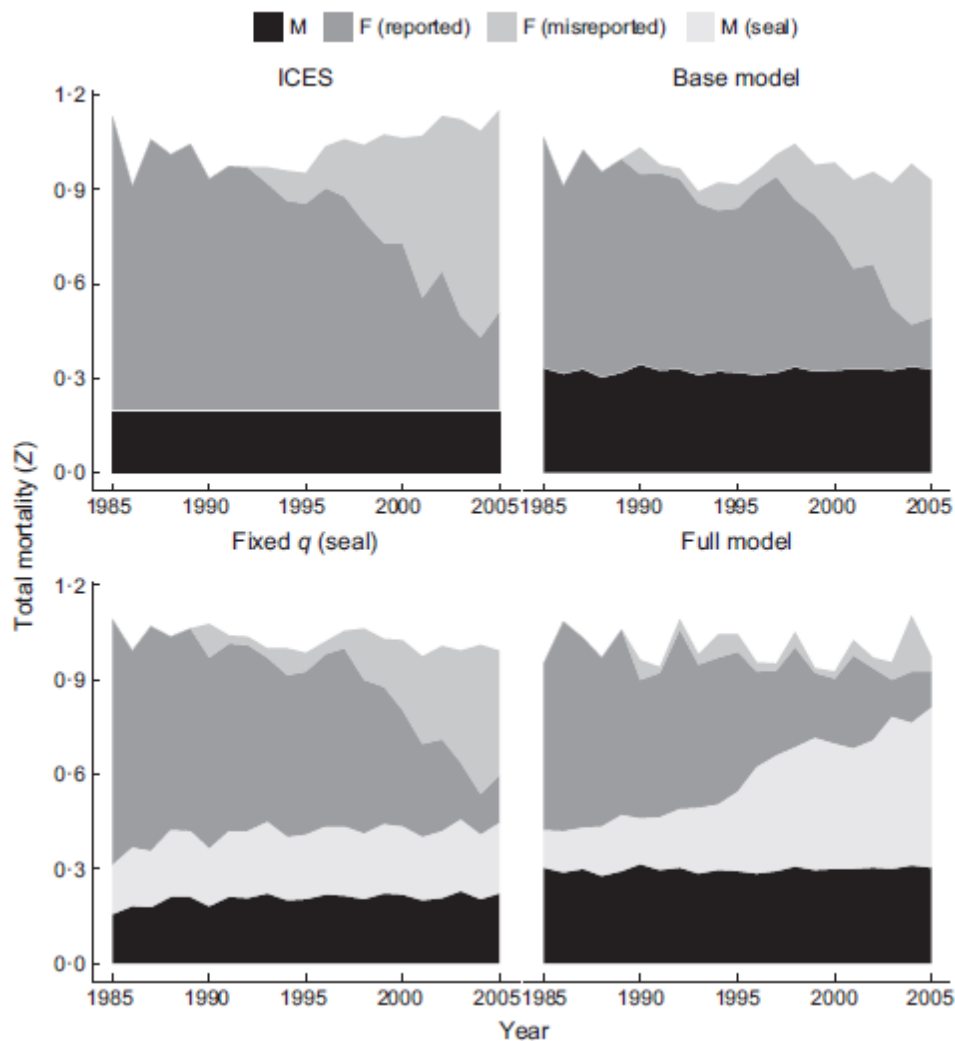 M F (reported) F (misreported) M (seal)
ICES Base model
1·2
0·9
0·6
0·3
0·0
1985 1990 1995 2000 2005 1985 1990 1995 2000 2005
Fixed q (seal) Full model
1·2
0·9
0·6
0·3
0·0
1985 1990 1995 2000 2005 1985 1990 1995 2000 2005
Total mortality (Z)
Year